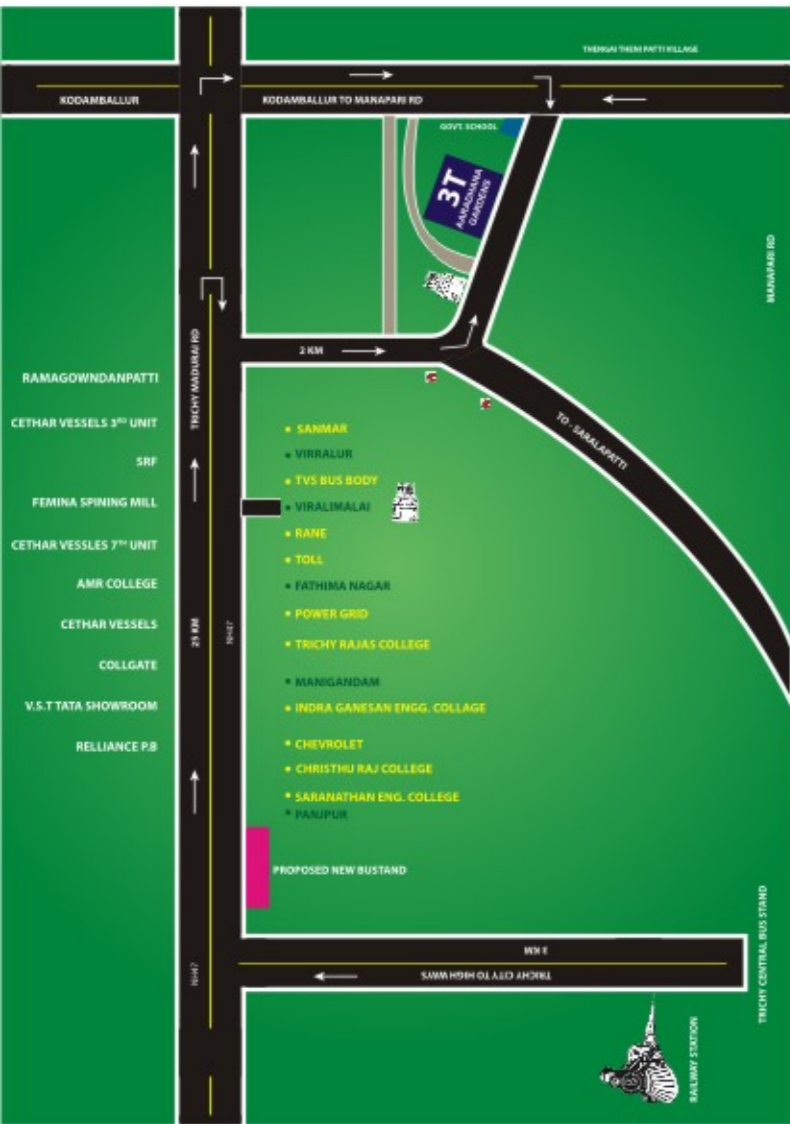 THENGAI THENI PATTI VILLAGE
KODAMBALLUR
KODAMBALLUR TO MANAPARI RD
GOVT. SCHOOL
3T
AARADHANA
GARDENS
MANAPARI RD
TRICHY MADURAI RD
2 KM
TO - SARALAPATTI
RAMAGOWNDANPATTI
CETHAR VESSELS 3RD UNIT
SRF
FEMINA SPINING MILL
CETHAR VESSLES 7TH UNIT
AMR COLLEGE
CETHAR VESSELS
COLLGATE
V.S.T TATA SHOWROOM
RELLIANCE P.B
25 KM
NH47
• SANMAR
• VIRRALUR
• TVS BUS BODY
• VIRALIMALAI
• RANE
• TOLL
• FATHIMA NAGAR
• POWER GRID
• TRICHY RAJAS COLLEGE
• MANIGANDAM
• INDRA GANESAN ENGG. COLLAGE
• CHEVROLET
• CHRISTHU RAJ COLLEGE
• SARANATHAN ENG. COLLEGE
• PANJPUR
PROPOSED NEW BUSTAND
NH47
3 KM
TRICHY CITY TO HIGH WAYS
TRICHY CENTRAL BUS STAND
RAILWAY STATION